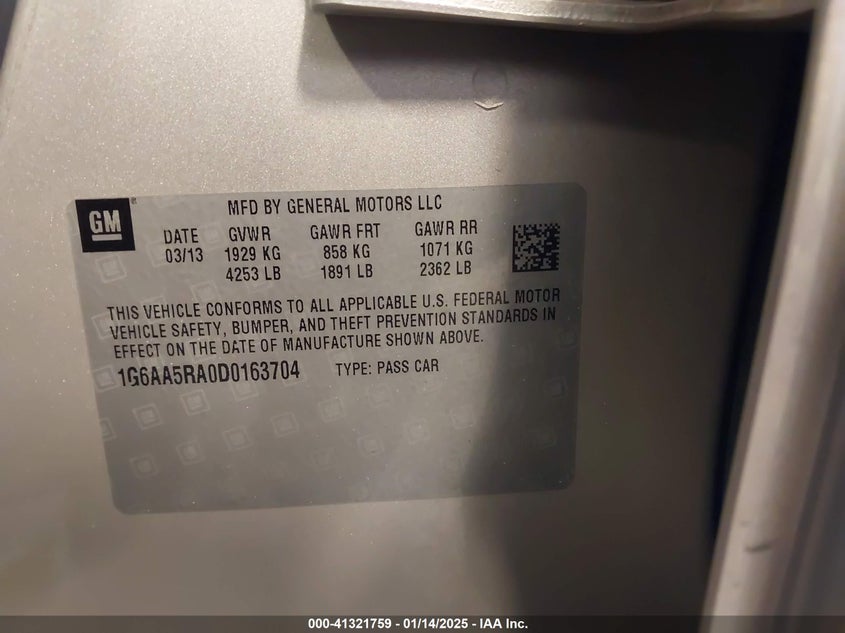 GM
MFD BY GENERAL MOTORS LLC
DATE GVWR GAWR FRT GAWR RR
03/13 1929 KG 858 KG 1071 KG
4253 LB 1891 LB 2362 LB
THIS VEHICLE CONFORMS TO ALL APPLICABLE U.S. FEDERAL MOTOR
VEHICLE SAFETY, BUMPER, AND THEFT PREVENTION STANDARDS IN
EFFECT ON THE DATE OF MANUFACTURE SHOWN ABOVE.
1G6AA5RA0D0163704 TYPE: PASS CAR
000-41321759 - 01/14/2025 - IAA Inc.